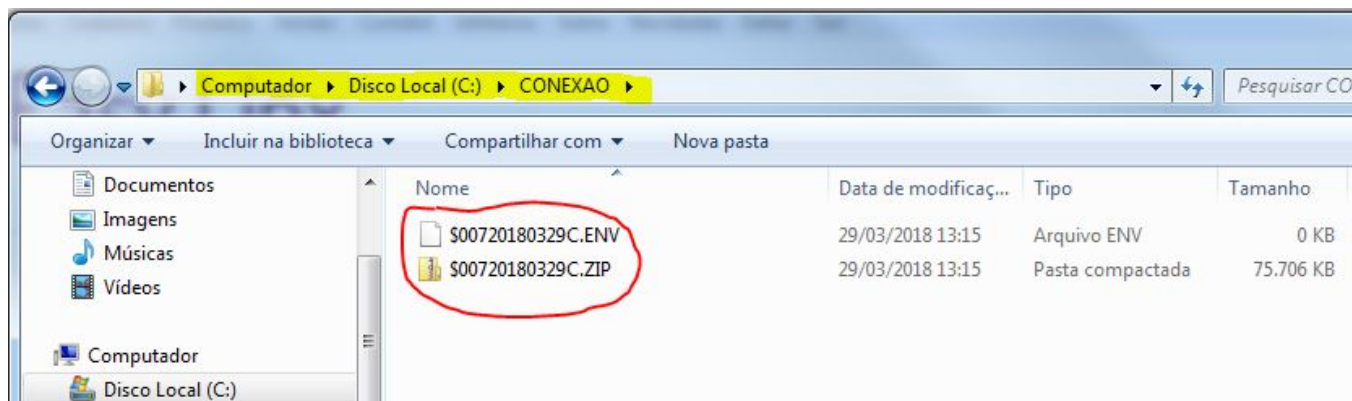 Computador ▸ Disco Local (C:) ▸ CONEXAO ▸ Pesquisar CO
Organizar Incluir na biblioteca Compartilhar com Nova pasta
Documentos
Imagens
Músicas
Vídeos
Computador
Disco Local (C:)
Nome Data de modificaç... Tipo Tamanho
$00720180329C.ENV 29/03/2018 13:15 Arquivo ENV 0 KB
$00720180329C.ZIP 29/03/2018 13:15 Pasta compactada 75.706 KB